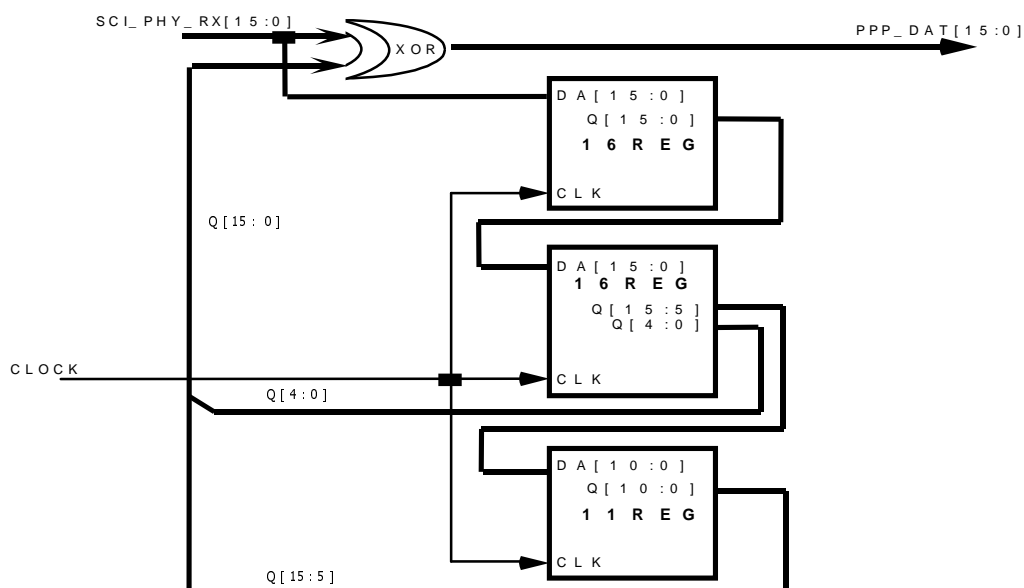 SCI_PHY_RX[15:0]
PPP_DAT[15:0]
XOR
DA[15:0]
Q[15:0]
16REG
CLK
Q[15:0]
DA[15:0]
16REG
Q[15:5]
Q[4:0]
CLOCK
CLK
Q[4:0]
DA[10:0]
Q[10:0]
11REG
CLK
Q[15:5]